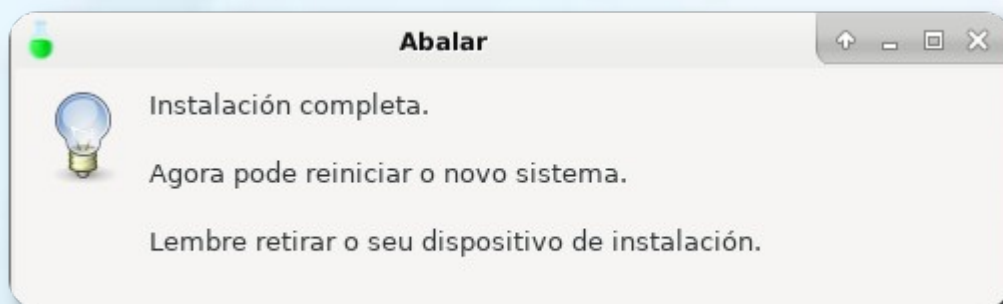 Abalar
Instalación completa.
Agora pode reiniciar o novo sistema.
Lembre retirar o seu dispositivo de instalación.